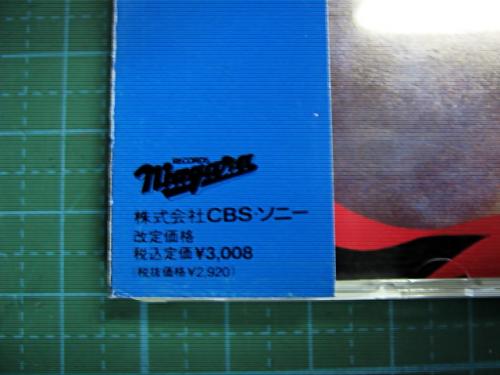 RECORDS
Niagara
株式会社CBS・ソニー
改定価格
税込定価¥3,008
(税抜価格¥2,920)